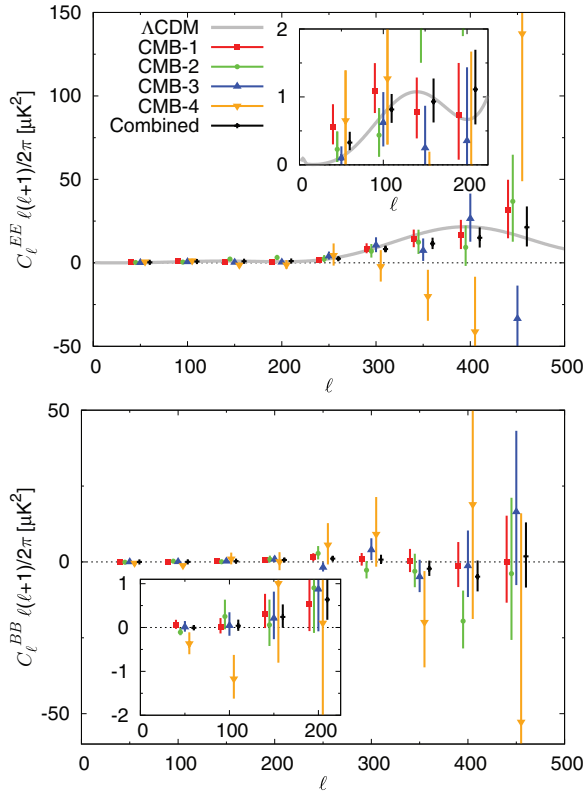 ΛCDM
CMB-1
CMB-2
CMB-3
CMB-4
Combined
150
100
50
0
-50
0 100 200 300 400 500
ℓ
C_ℓ^EE ℓ(ℓ+1)/2π [μK²]
2
1
0
0 100 200
ℓ
50
0
-50
0 100 200 300 400 500
ℓ
C_ℓ^BB ℓ(ℓ+1)/2π [μK²]
1
0
-1
-2
0 100 200